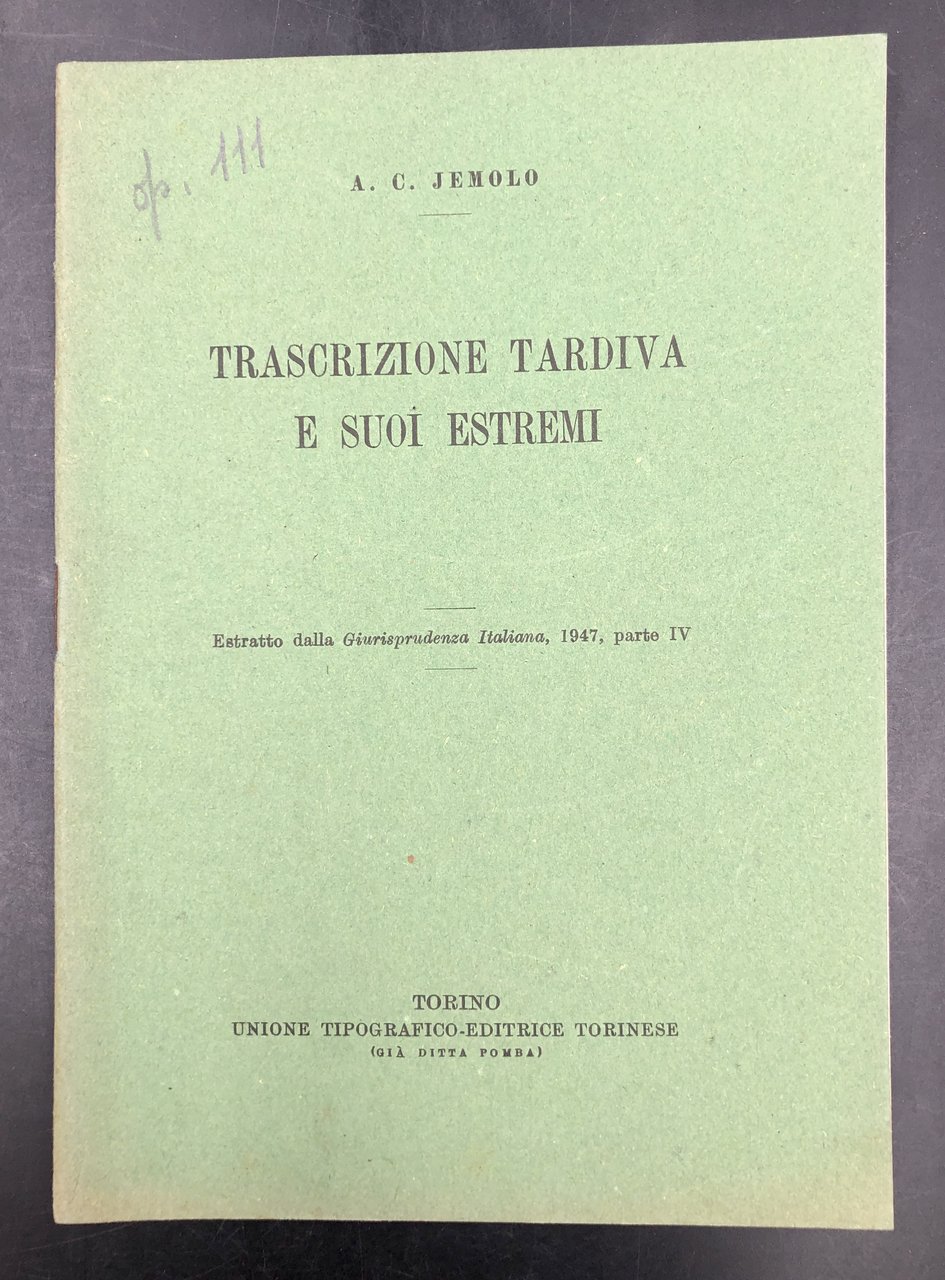 op. 111
A. C. JEMOLO
TRASCRIZIONE TARDIVA
E SUOI ESTREMI
Estratto dalla Giurisprudenza Italiana, 1947, parte IV
TORINO
UNIONE TIPOGRAFICO-EDITRICE TORINESE
(GIÀ DITTA POMBA)